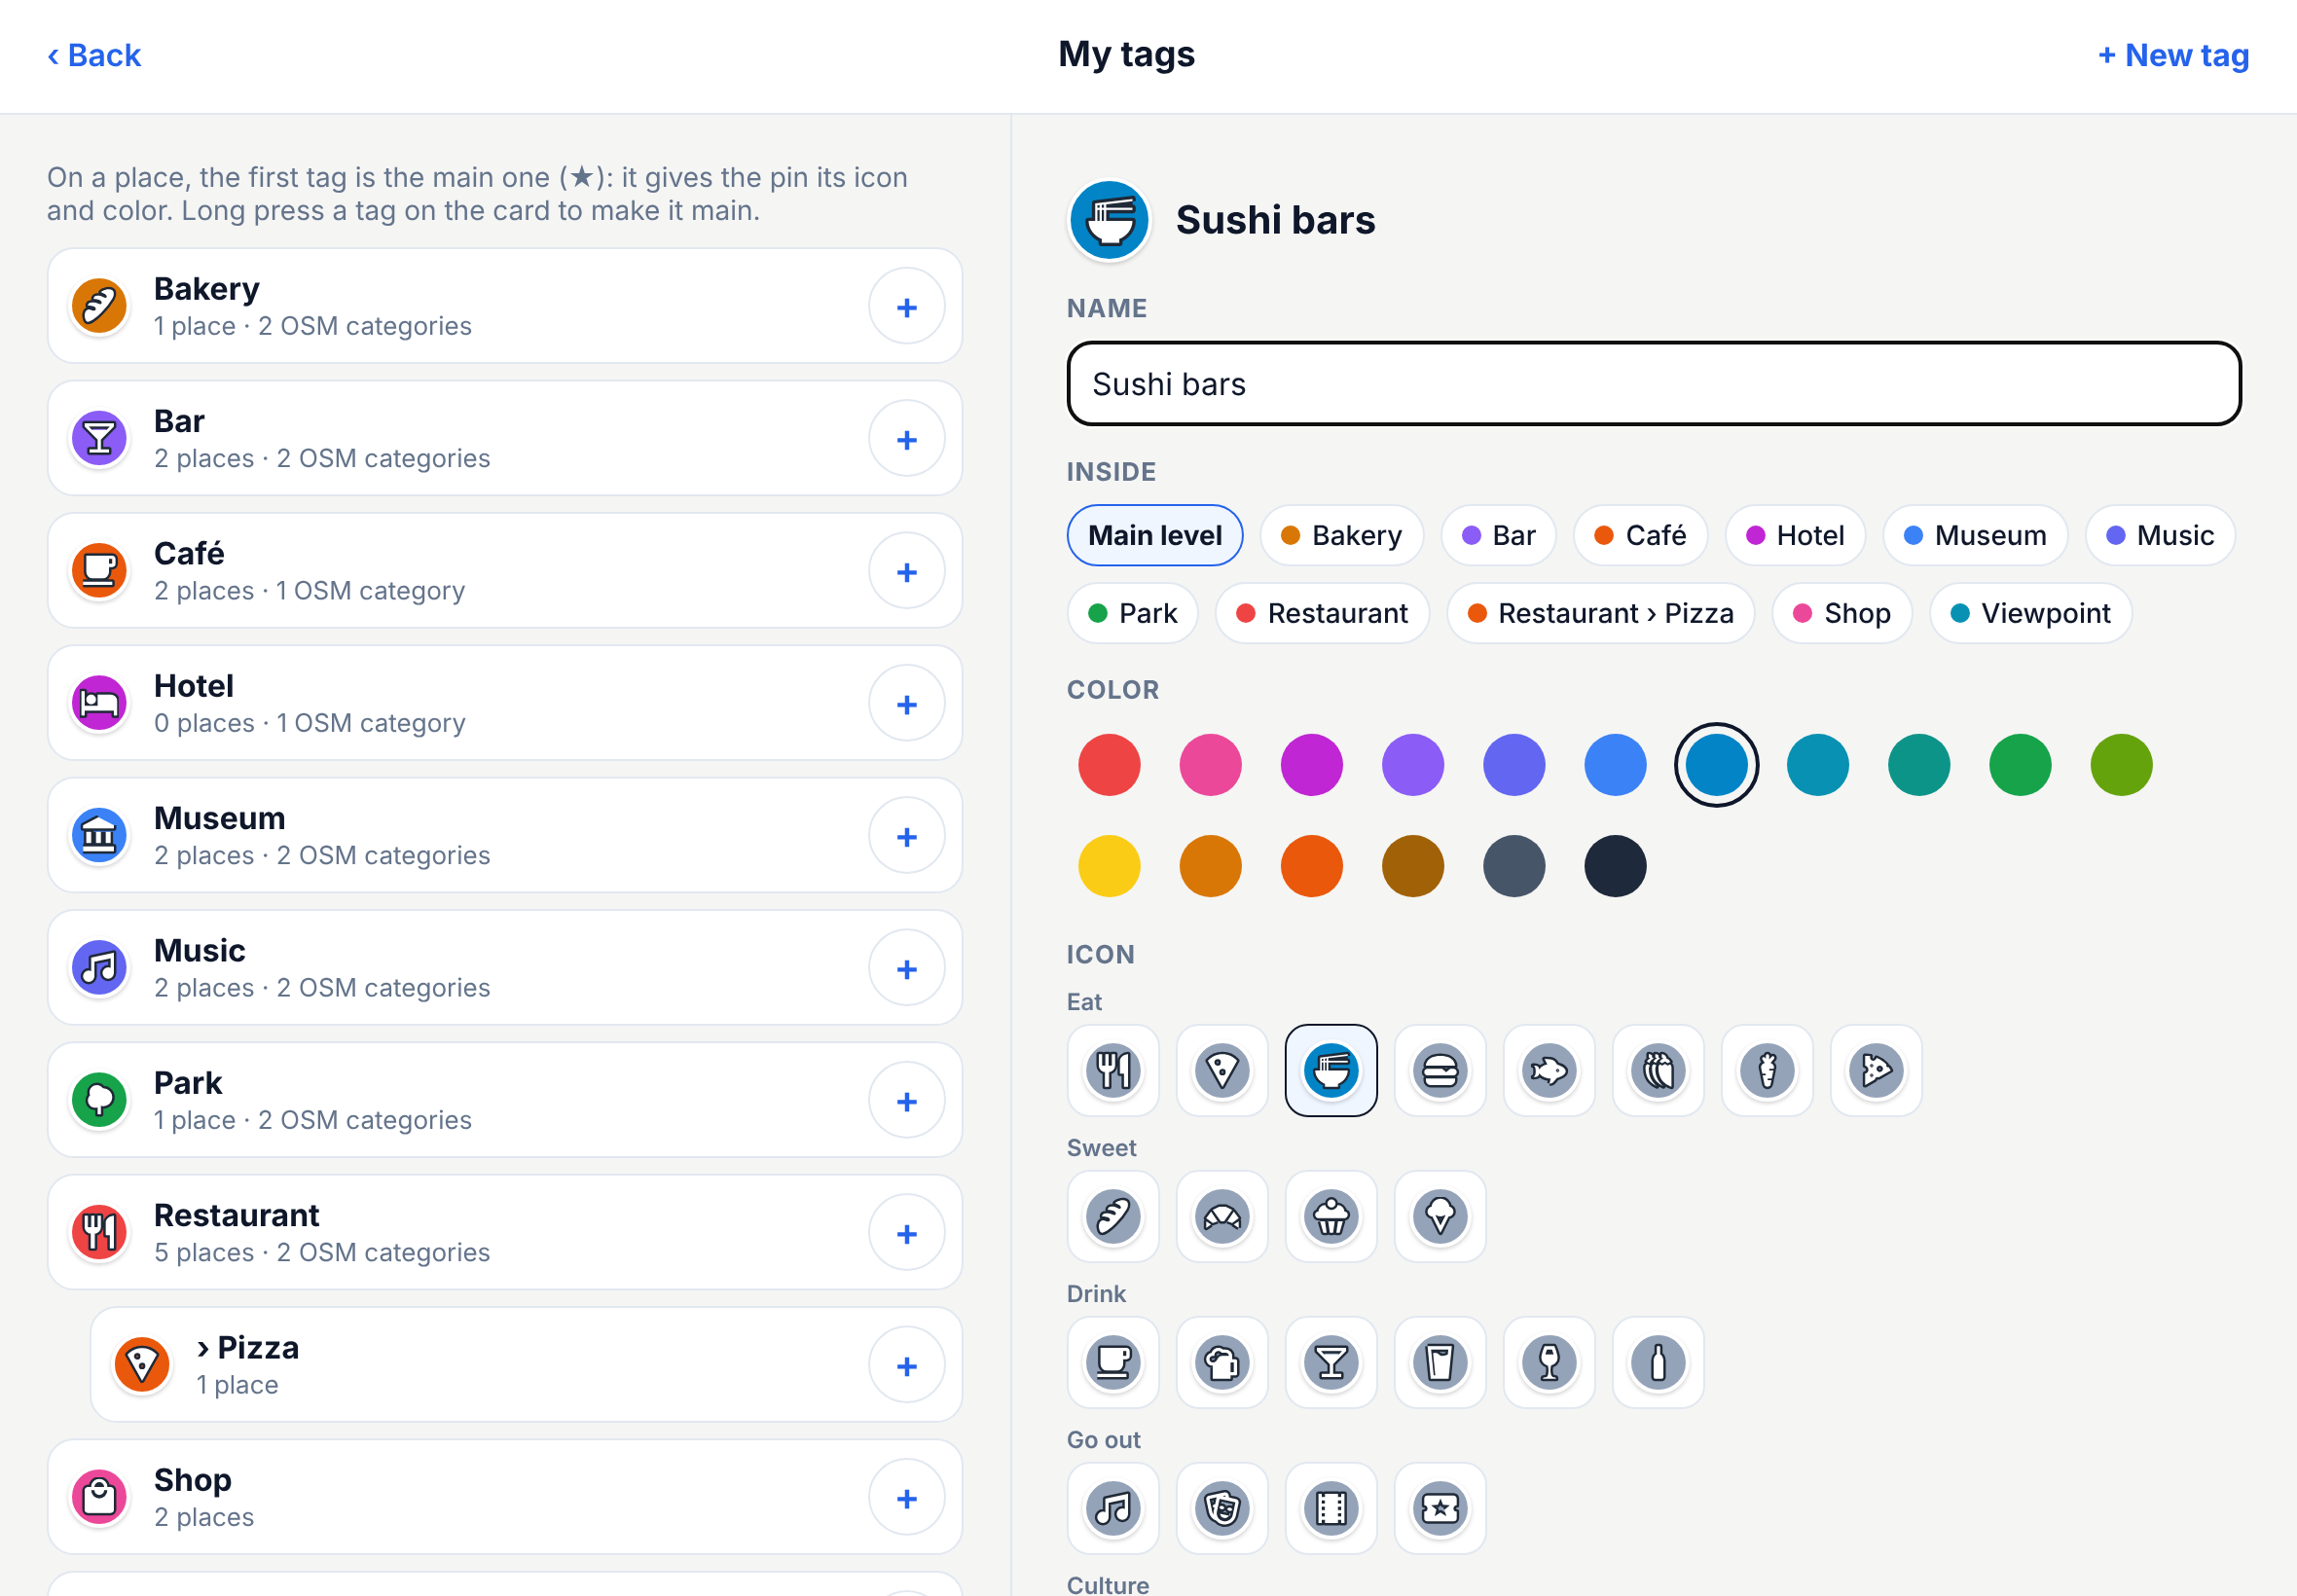 ‹ Back
My tags
+ New tag
On a place, the first tag is the main one (★): it gives the pin its icon
and color. Long press a tag on the card to make it main.
Bakery
1 place · 2 OSM categories
+
Bar
2 places · 2 OSM categories
+
Café
2 places · 1 OSM category
+
Hotel
0 places · 1 OSM category
+
Museum
2 places · 2 OSM categories
+
Music
2 places · 2 OSM categories
+
Park
1 place · 2 OSM categories
+
Restaurant
5 places · 2 OSM categories
+
› Pizza
1 place
+
Shop
2 places
+
Sushi bars
NAME
Sushi bars
INSIDE
Main level Bakery Bar Café Hotel Museum Music
Park Restaurant Restaurant › Pizza Shop Viewpoint
COLOR
ICON
Eat
Sweet
Drink
Go out
Culture